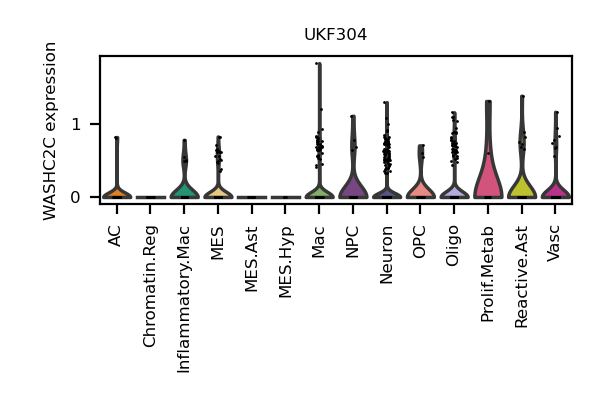 UKF304
WASHC2C expression
1
0
AC
Chromatin.Reg
Inflammatory.Mac
MES
MES.Ast
MES.Hyp
Mac
NPC
Neuron
OPC
Oligo
Prolif.Metab
Reactive.Ast
Vasc